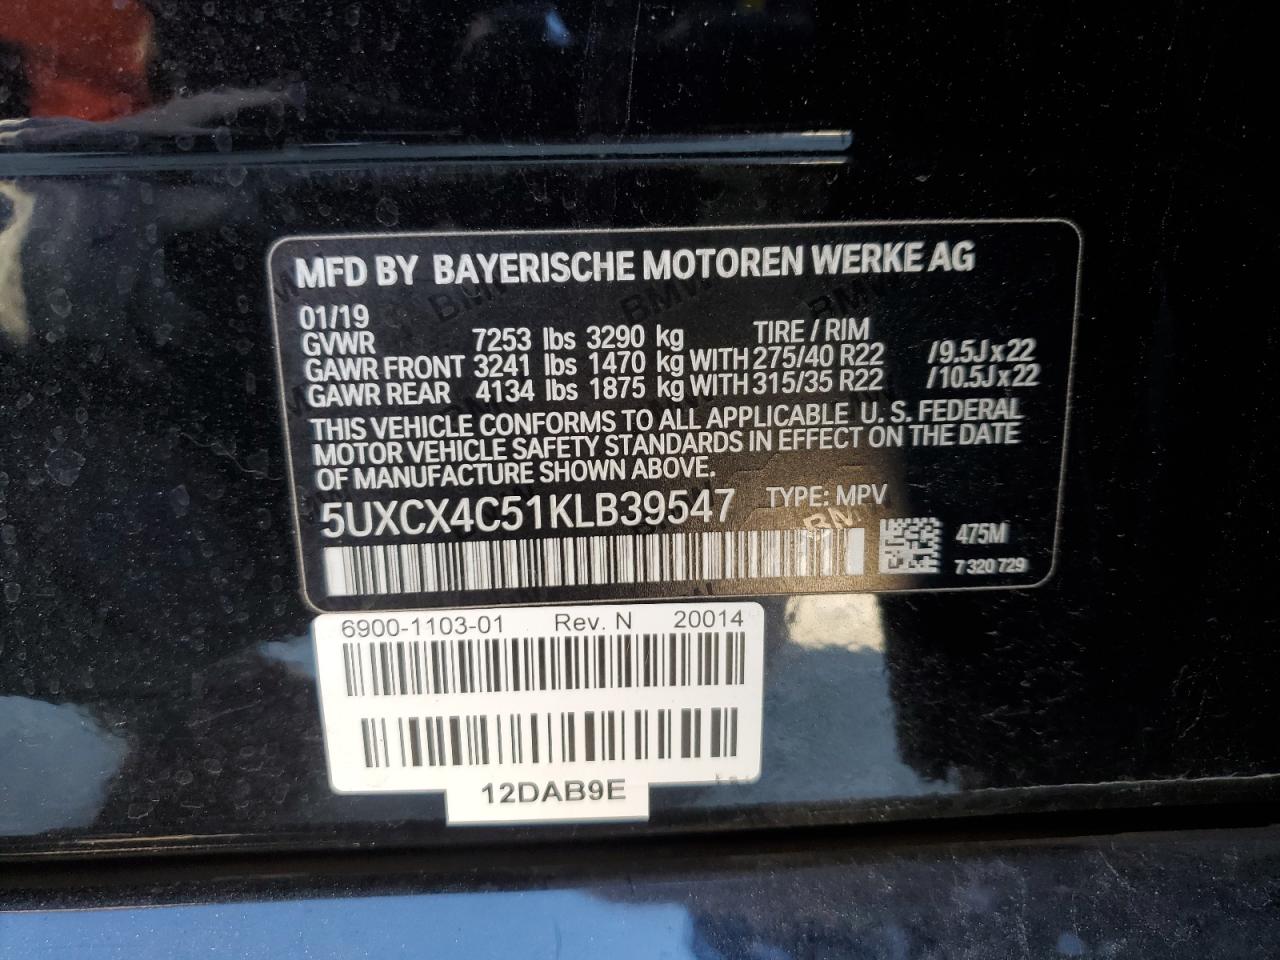 MFD BY BAYERISCHE MOTOREN WERKE AG
01/19
GVWR 7253 lbs 3290 kg TIRE / RIM
GAWR FRONT 3241 lbs 1470 kg WITH 275/40 R22 /9.5J x 22
GAWR REAR 4134 lbs 1875 kg WITH 315/35 R22 /10.5J x 22
THIS VEHICLE CONFORMS TO ALL APPLICABLE U. S. FEDERAL
MOTOR VEHICLE SAFETY STANDARDS IN EFFECT ON THE DATE
OF MANUFACTURE SHOWN ABOVE.
5UXCX4C51KLB39547 TYPE: MPV
475M
7 320 729
6900-1103-01 Rev. N 20014
12DAB9E